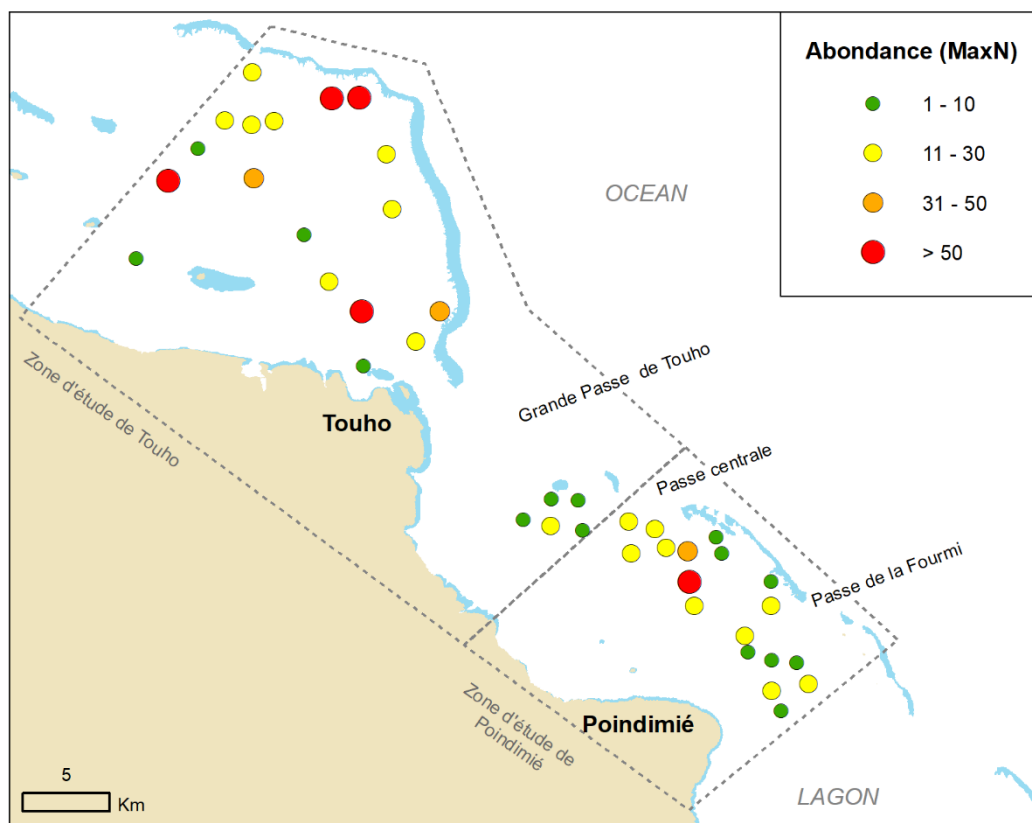 Abondance (MaxN)
1 - 10
11 - 30
31 - 50
> 50
OCEAN
Grande Passe de Touho
Zone d'étude de Touho
Touho
Passe centrale
Passe de la Fourmi
Zone d'étude de
Poindimié
Poindimié
5
Km
LAGON